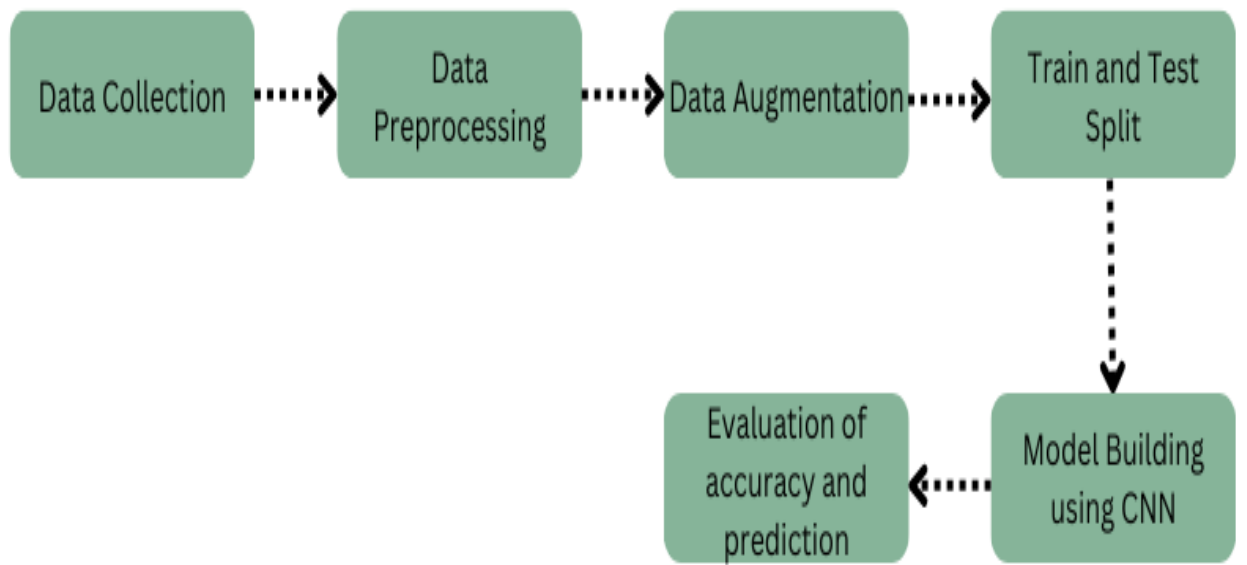 Data Collection
Data
Preprocessing
Data Augmentation
Train and Test
Split
Model Building
using CNN
Evaluation of
accuracy and
prediction